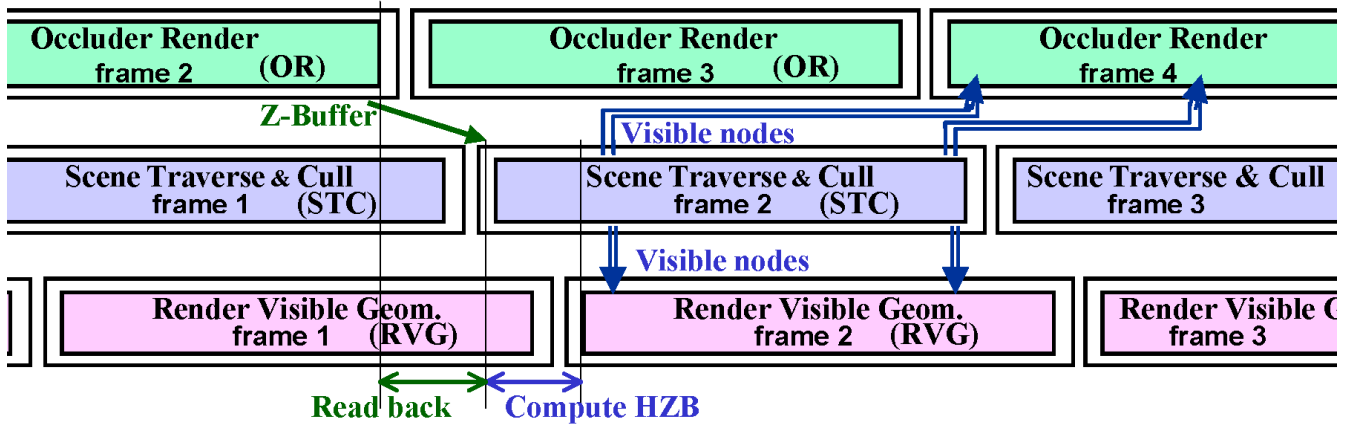 Occluder Render
frame 2 (OR)
Occluder Render
frame 3 (OR)
Occluder Render
frame 4
Z-Buffer
Visible nodes
Scene Traverse & Cull
frame 1 (STC)
Scene Traverse & Cull
frame 2 (STC)
Scene Traverse & Cull
frame 3
Visible nodes
Render Visible Geom.
frame 1 (RVG)
Render Visible Geom.
frame 2 (RVG)
Render Visible G
frame 3
Read back
Compute HZB